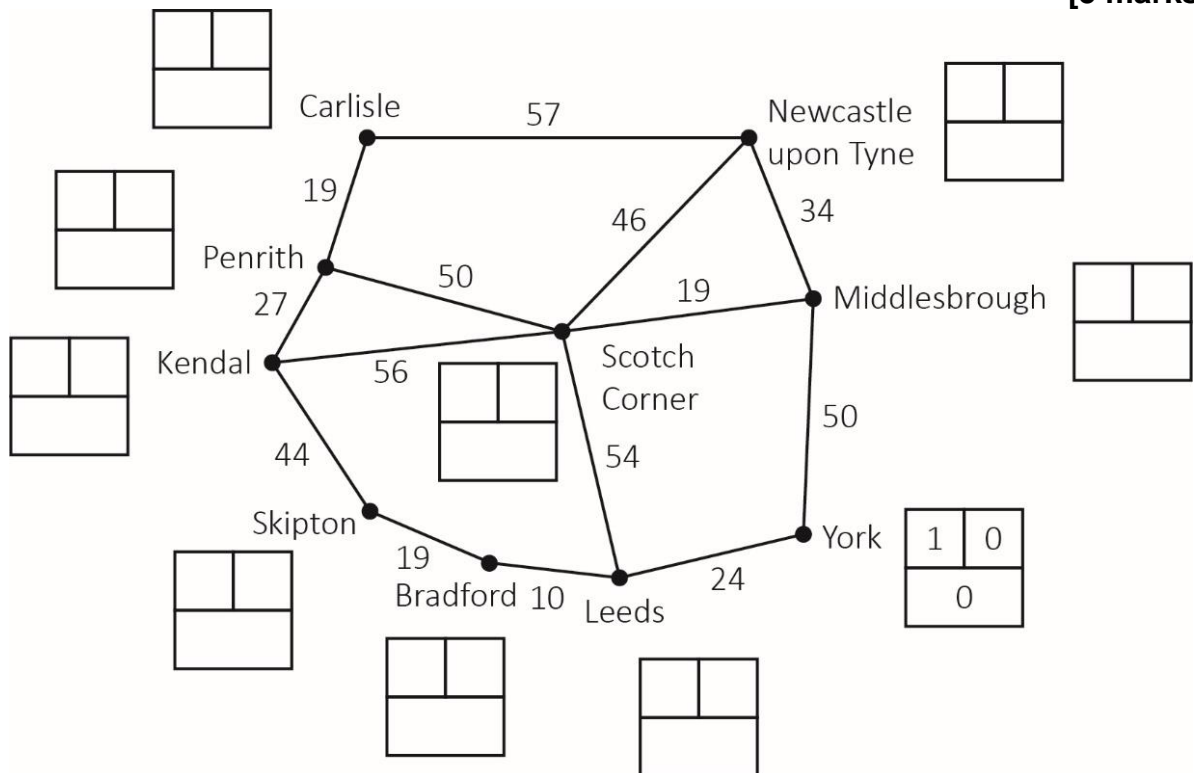 [5 marks
Carlisle
57
Newcastle
upon Tyne
19
46
34
Penrith
50
27
19
Middlesbrough
Kendal
56
Scotch
Corner
50
44
54
Skipton
York
1 0
0
19
24
Bradford
10
Leeds